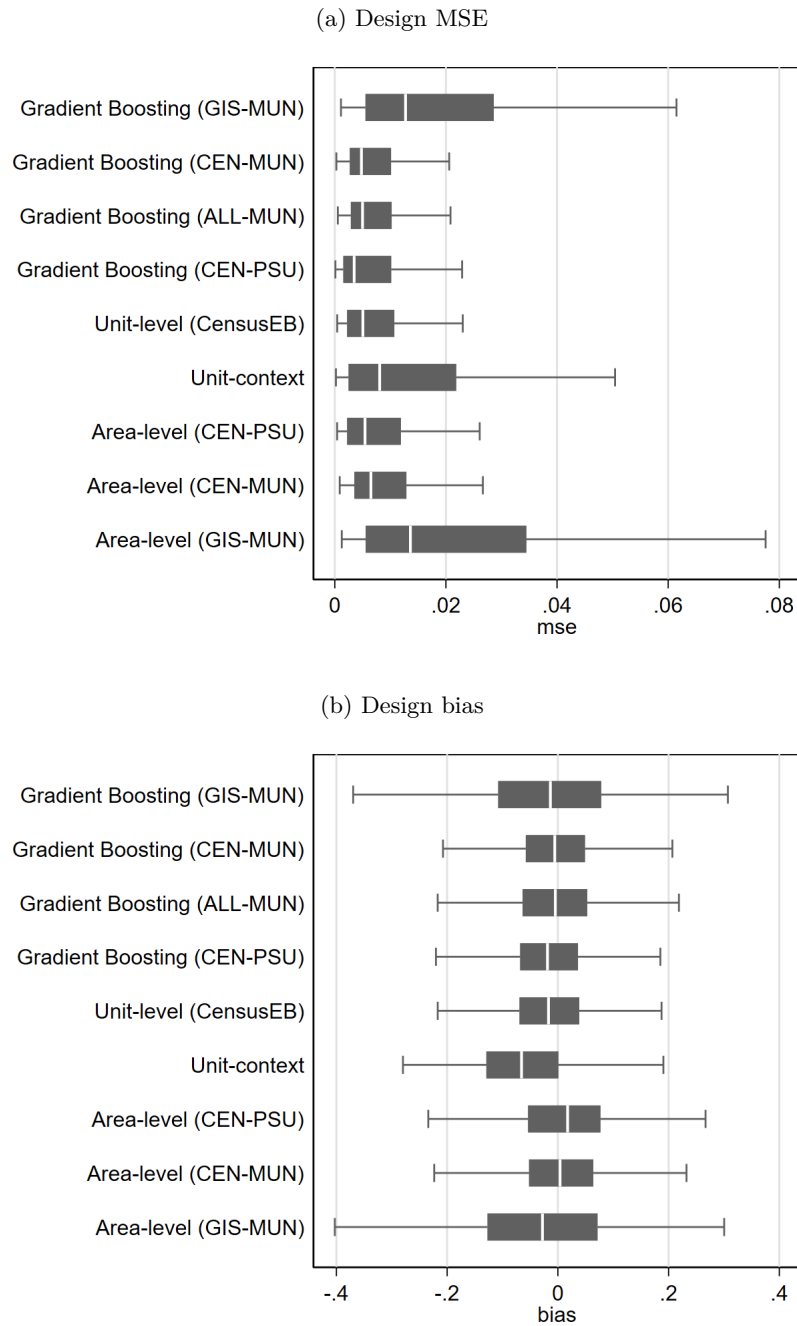 (a) Design MSE
Gradient Boosting (GIS-MUN)
Gradient Boosting (CEN-MUN)
Gradient Boosting (ALL-MUN)
Gradient Boosting (CEN-PSU)
Unit-level (CensusEB)
Unit-context
Area-level (CEN-PSU)
Area-level (CEN-MUN)
Area-level (GIS-MUN)
0 .02 .04 .06 .08
mse
(b) Design bias
Gradient Boosting (GIS-MUN)
Gradient Boosting (CEN-MUN)
Gradient Boosting (ALL-MUN)
Gradient Boosting (CEN-PSU)
Unit-level (CensusEB)
Unit-context
Area-level (CEN-PSU)
Area-level (CEN-MUN)
Area-level (GIS-MUN)
-.4 -.2 0 .2 .4
bias